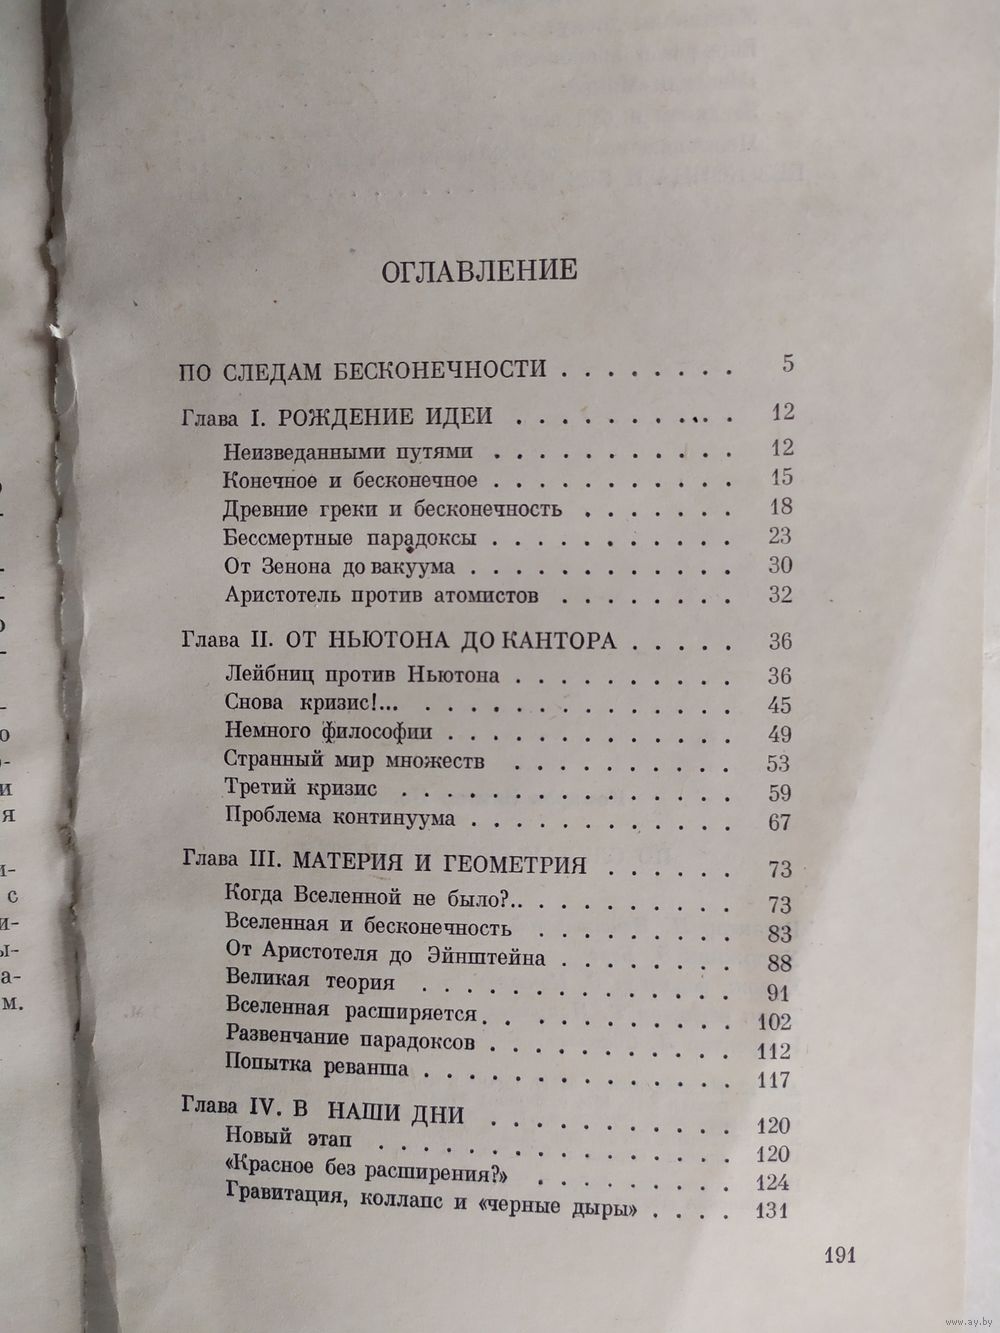 ОГЛАВЛЕНИЕ
ПО СЛЕДАМ БЕСКОНЕЧНОСТИ . . . . . . . . 5
Глава I. РОЖДЕНИЕ ИДЕИ . . . . . . . . . . 12
Неизведанными путями . . . . . . . . . . . 12
Конечное и бесконечное . . . . . . . . . . . 15
Древние греки и бесконечность . . . . . . . 18
Бессмертные парадоксы . . . . . . . . . . . 23
От Зенона до вакуума . . . . . . . . . . . . 30
Аристотель против атомистов . . . . . . . . 32
Глава II. ОТ НЬЮТОНА ДО КАНТОРА . . . . . 36
Лейбниц против Ньютона . . . . . . . . . . 36
Снова кризис!... . . . . . . . . . . . . . . 45
Немного философии . . . . . . . . . . . . . 49
Странный мир множеств . . . . . . . . . . 53
Третий кризис . . . . . . . . . . . . . . . 59
Проблема континуума . . . . . . . . . . . . 67
Глава III. МАТЕРИЯ И ГЕОМЕТРИЯ . . . . . . 73
Когда Вселенной не было?.. . . . . . . . . . 73
Вселенная и бесконечность . . . . . . . . . 83
От Аристотеля до Эйнштейна . . . . . . . . 88
Великая теория . . . . . . . . . . . . . . 91
Вселенная расширяется . . . . . . . . . . . 102
Развенчание парадоксов . . . . . . . . . . . 112
Попытка реванша . . . . . . . . . . . . . . 117
Глава IV. В НАШИ ДНИ . . . . . . . . . . . 120
Новый этап . . . . . . . . . . . . . . . . 120
«Красное без расширения?» . . . . . . . . . 124
Гравитация, коллапс и «черные дыры» . . . . 131
191
www.ay.by